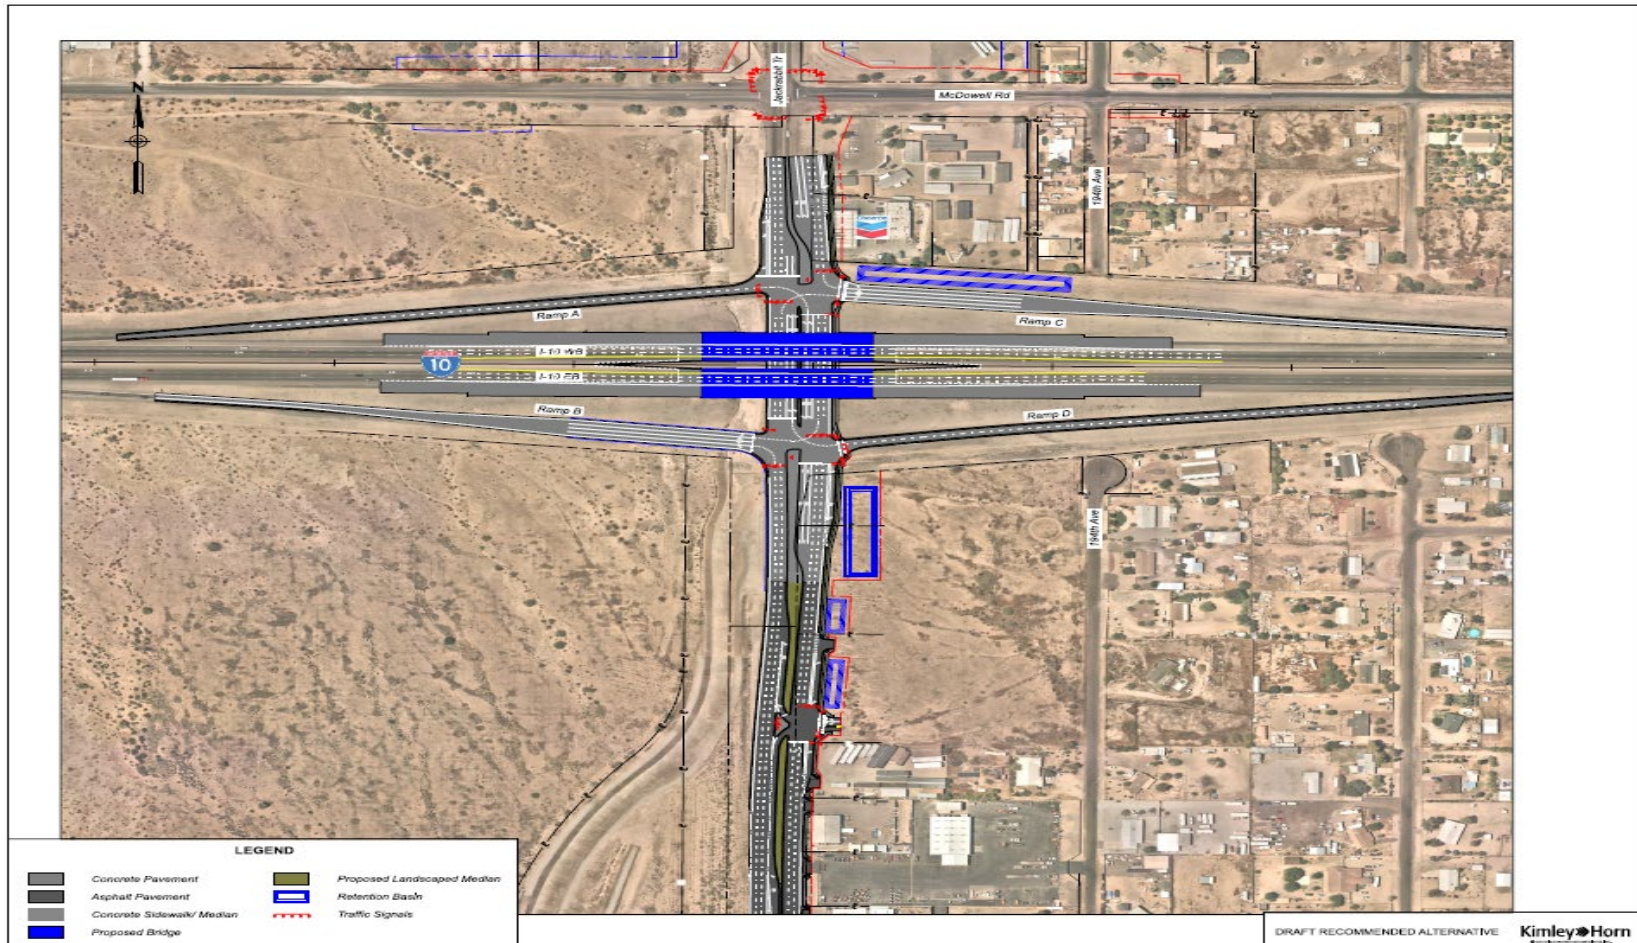 Jackrabbit Tr
McDowell Rd
N
194th Ave
Ramp A
Ramp C
I-10 WB
10
I-10 EB
Ramp B
Ramp D
194th Ave
LEGEND
Concrete Pavement
Asphalt Pavement
Concrete Sidewalk/ Median
Proposed Bridge
Proposed Landscaped Median
Retention Basin
Traffic Signals
DRAFT RECOMMENDED ALTERNATIVE
Kimley»Horn